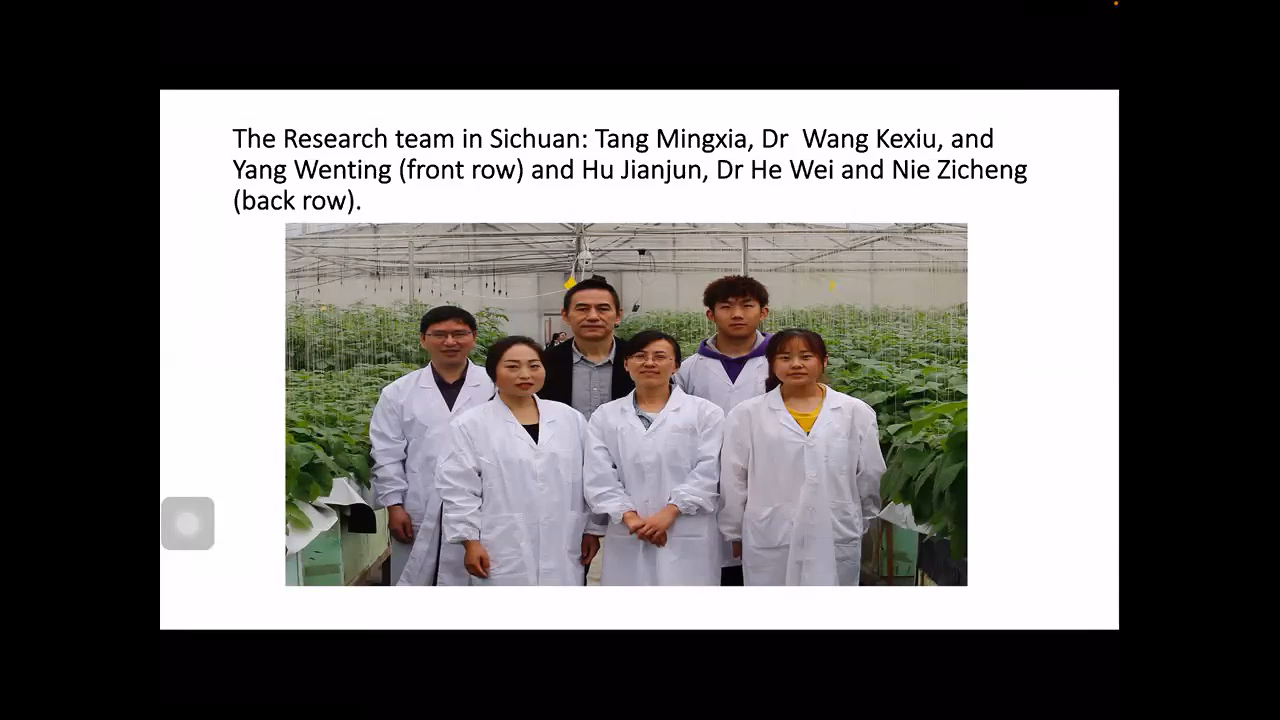 The Research team in Sichuan: Tang Mingxia, Dr  Wang Kexiu, and
Yang Wenting (front row) and Hu Jianjun, Dr He Wei and Nie Zicheng
(back row).